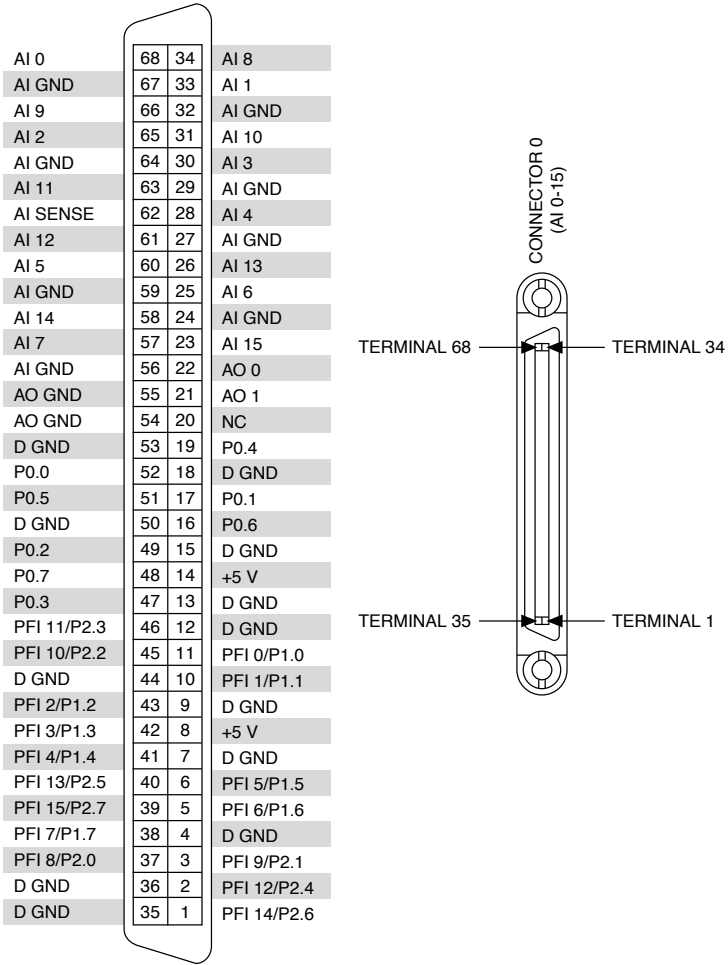 AI 0 68 34 AI 8
AI GND 67 33 AI 1
AI 9 66 32 AI GND
AI 2 65 31 AI 10
AI GND 64 30 AI 3
AI 11 63 29 AI GND
AI SENSE 62 28 AI 4
AI 12 61 27 AI GND
AI 5 60 26 AI 13
AI GND 59 25 AI 6
AI 14 58 24 AI GND
AI 7 57 23 AI 15
AI GND 56 22 AO 0
AO GND 55 21 AO 1
AO GND 54 20 NC
D GND 53 19 P0.4
P0.0 52 18 D GND
P0.5 51 17 P0.1
D GND 50 16 P0.6
P0.2 49 15 D GND
P0.7 48 14 +5 V
P0.3 47 13 D GND
PFI 11/P2.3 46 12 D GND
PFI 10/P2.2 45 11 PFI 0/P1.0
D GND 44 10 PFI 1/P1.1
PFI 2/P1.2 43 9 D GND
PFI 3/P1.3 42 8 +5 V
PFI 4/P1.4 41 7 D GND
PFI 13/P2.5 40 6 PFI 5/P1.5
PFI 15/P2.7 39 5 PFI 6/P1.6
PFI 7/P1.7 38 4 D GND
PFI 8/P2.0 37 3 PFI 9/P2.1
D GND 36 2 PFI 12/P2.4
D GND 35 1 PFI 14/P2.6
CONNECTOR 0
(AI 0-15)
TERMINAL 68
TERMINAL 34
TERMINAL 35
TERMINAL 1